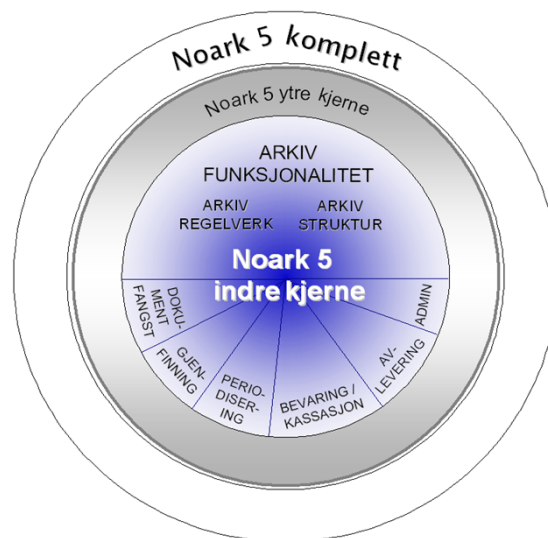 Noark 5 komplett
Noark 5 ytre kjerne
ARKIV
FUNKSJONALITET
ARKIV
REGELVERK
ARKIV
STRUKTUR
Noark 5
indre kjerne
DOKU-
MENT
FANGST
GJEN-
FINNING
PERIO-
DISER-
ING
BEVARING /
KASSASJON
AV-
LEVERING
ADMIN